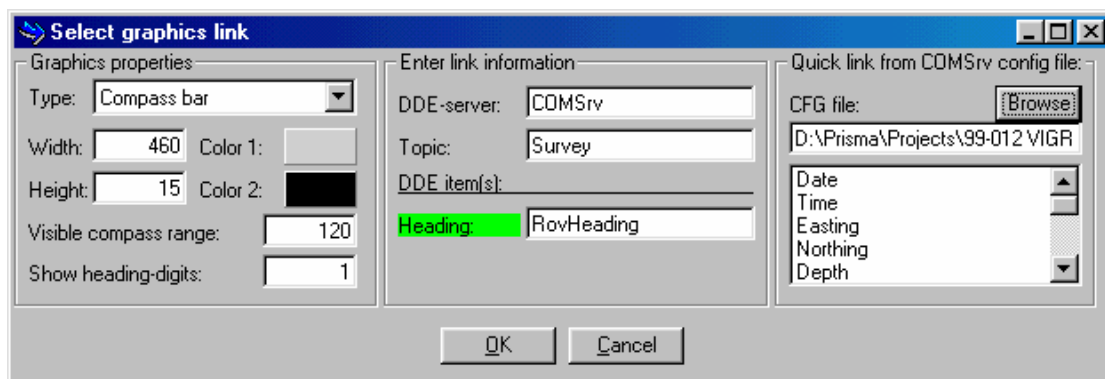 Select graphics link
Graphics properties
Type: Compass bar
Width: 460 Color 1:
Height: 15 Color 2:
Visible compass range: 120
Show heading-digits: 1
Enter link information
DDE-server: COMSrv
Topic: Survey
DDE item(s):
Heading: RovHeading
Quick link from COMSrv config file:
CFG file: Browse
D:\Prisma\Projects\99-012 VIGR
Date
Time
Easting
Northing
Depth
OK Cancel